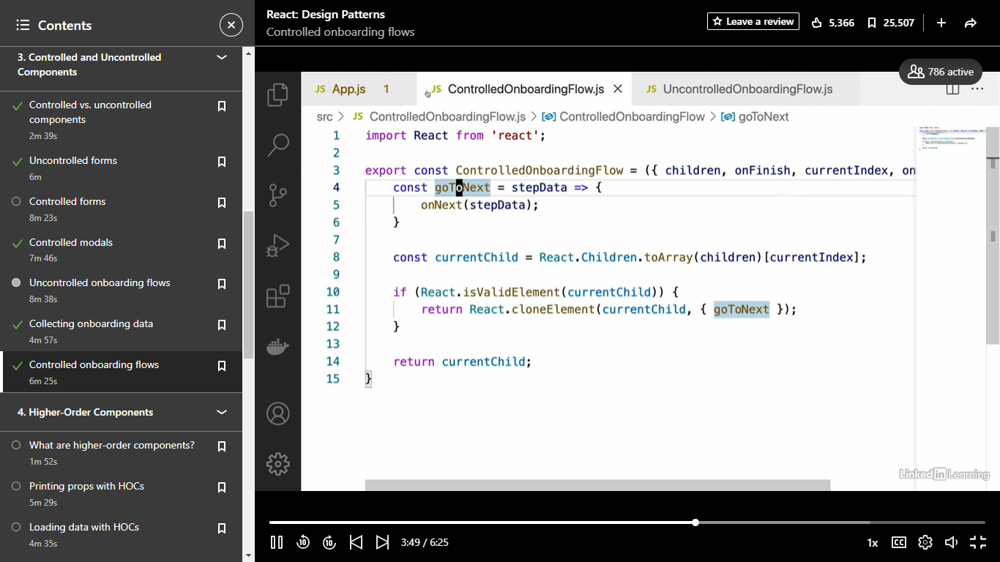 Contents
3. Controlled and Uncontrolled
Components
Controlled vs. uncontrolled
components
2m 39s
Uncontrolled forms
6m
Controlled forms
8m 23s
Controlled modals
7m 46s
Uncontrolled onboarding flows
8m 38s
Collecting onboarding data
4m 57s
Controlled onboarding flows
6m 25s
4. Higher-Order Components
What are higher-order components?
1m 52s
Printing props with HOCs
5m 29s
Loading data with HOCs
4m 35s
React: Design Patterns
Controlled onboarding flows
Leave a review
5,366
25,507
786 active
JS App.js 1
JS ControlledOnboardingFlow.js
JS UncontrolledOnboardingFlow.js
src > JS ControlledOnboardingFlow.js > ControlledOnboardingFlow > goToNext
1 import React from 'react';
2
3 export const ControlledOnboardingFlow = ({ children, onFinish, currentIndex, on
4 const goToNext = stepData => {
5 onNext(stepData);
6 }
7
8 const currentChild = React.Children.toArray(children)[currentIndex];
9
10 if (React.isValidElement(currentChild)) {
11 return React.cloneElement(currentChild, { goToNext });
12 }
13
14 return currentChild;
15 }
Linked in Learning
10
10
3:49 / 6:25
1x
CC